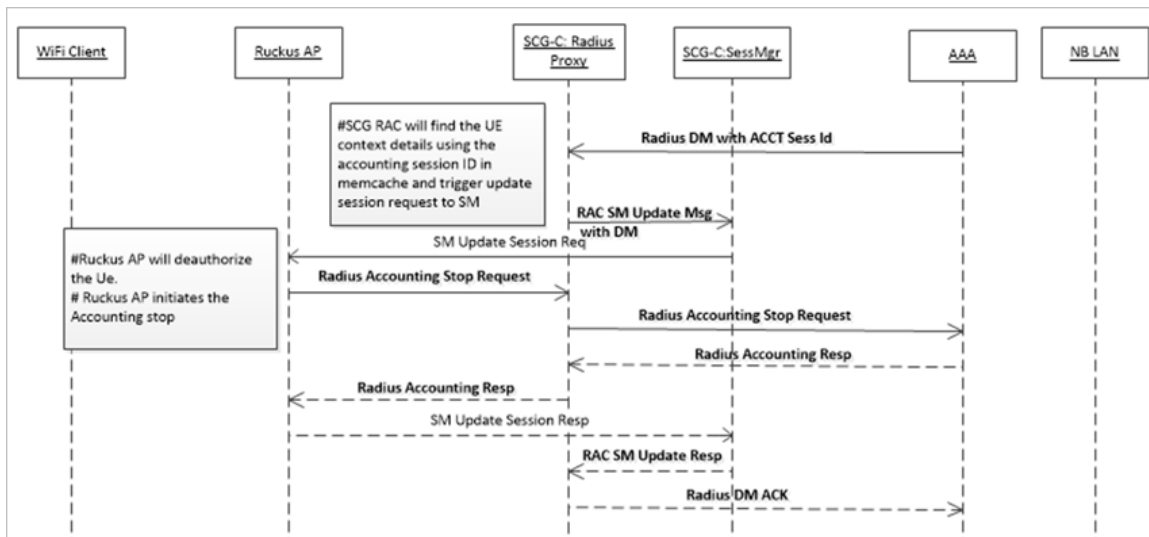 WiFi Client
Ruckus AP
SCG-C: Radius
Proxy
SCG-C:SessMgr
AAA
NB LAN
#SCG RAC will find the UE
context details using the
accounting session ID in
memcache and trigger update
session request to SM
Radius DM with ACCT Sess Id
RAC SM Update Msg
with DM
SM Update Session Req
#Ruckus AP will deauthorize
the Ue.
# Ruckus AP initiates the
Accounting stop
Radius Accounting Stop Request
Radius Accounting Stop Request
Radius Accounting Resp
Radius Accounting Resp
SM Update Session Resp
RAC SM Update Resp
Radius DM ACK